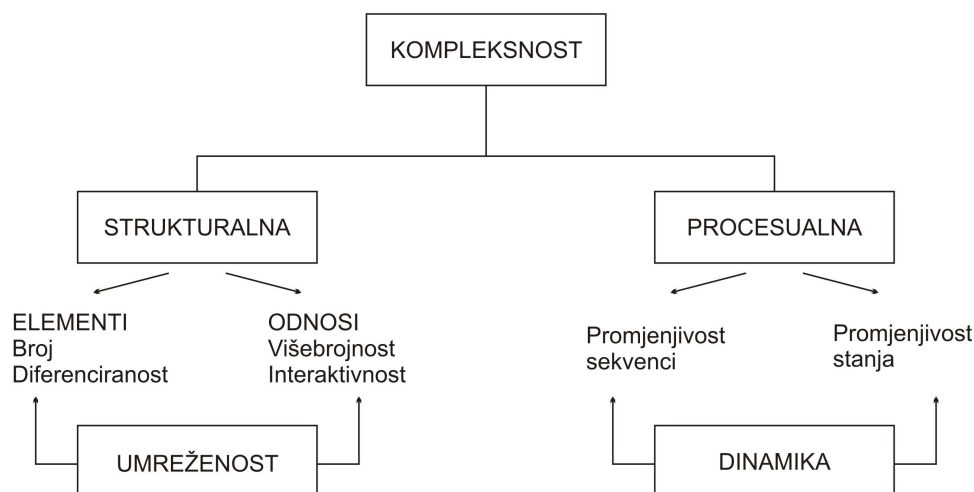 KOMPLEKSNOST
STRUKTURALNA
PROCESUALNA
ELEMENTI
Broj
Diferenciranost
ODNOSI
Višebrojnost
Interaktivnost
Promjenjivost
sekvenci
Promjenjivost
stanja
UMREŽENOST
DINAMIKA